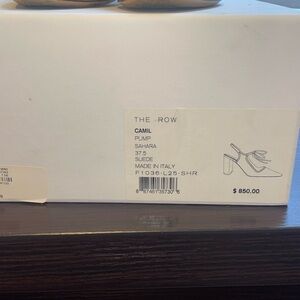 THE ROW
CAMIL
PUMP
SAHARA
37.5
SUEDE
MADE IN ITALY
F1036-L25-SHR
$ 850.00